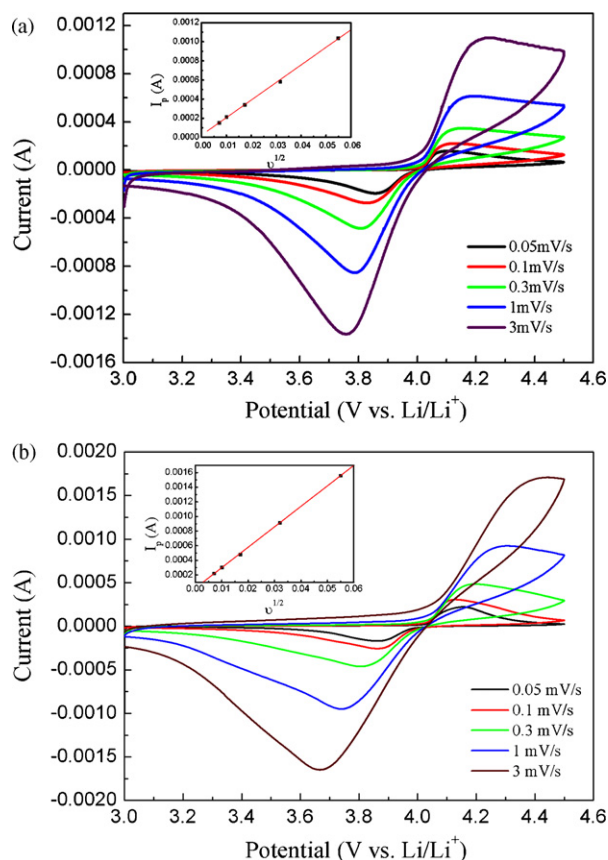 (a)
0.0012
0.0008
0.0004
0.0000
-0.0004
-0.0008
-0.0012
-0.0016
Current (A)
3.0 3.2 3.4 3.6 3.8 4.0 4.2 4.4 4.6
Potential (V vs. Li/Li⁺)
0.0012
0.0010
0.0008
0.0006
0.0004
0.0002
0.0000
Iₚ (A)
0.00 0.01 0.02 0.03 0.04 0.05 0.06
υ¹/²
0.05mV/s
0.1mV/s
0.3mV/s
1mV/s
3mV/s
(b)
0.0020
0.0015
0.0010
0.0005
0.0000
-0.0005
-0.0010
-0.0015
-0.0020
Current (A)
3.0 3.2 3.4 3.6 3.8 4.0 4.2 4.4 4.6
Potential (V vs. Li/Li⁺)
0.0016
0.0014
0.0012
0.0010
0.0008
0.0006
0.0004
0.0002
Iₚ (A)
0.00 0.01 0.02 0.03 0.04 0.05 0.06
υ¹/²
0.05 mV/s
0.1 mV/s
0.3 mV/s
1 mV/s
3 mV/s